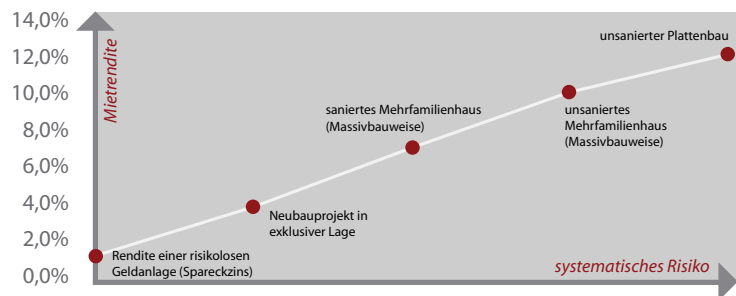 14,0%
12,0%
10,0%
8,0%
6,0%
4,0%
2,0%
0,0%
Mietrendite
unsanierter Plattenbau
saniertes Mehrfamilienhaus
(Massivbauweise)
unsaniertes
Mehrfamilienhaus
(Massivbauweise)
Neubauprojekt in
exklusiver Lage
Rendite einer risikolosen
Geldanlage (Spareckzins)
systematisches Risiko